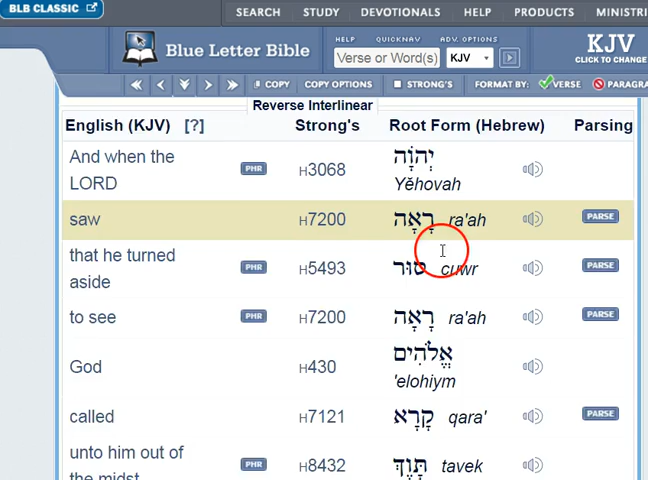 BLB CLASSIC
SEARCH STUDY DEVOTIONALS HELP PRODUCTS MINISTRI
Blue Letter Bible
HELP QUICKNAV ADV. OPTIONS
Verse or Word(s) KJV
KJV
CLICK TO CHANGE
COPY COPY OPTIONS STRONG'S FORMAT BY: VERSE PARAGRA
Reverse Interlinear
English (KJV) [?] Strong's Root Form (Hebrew) Parsing
And when the
LORD PHR H3068 יְהֹוָה
Yĕhovah
saw H7200 רָאָה ra'ah PARSE
that he turned
aside PHR H5493 סוּר cuwr PARSE
to see PHR H7200 רָאָה ra'ah PARSE
God H430 אֱלֹהִים
'elohiym
called H7121 קָרָא qara' PARSE
unto him out of
the midst PHR H8432 תָּוֶךְ tavek